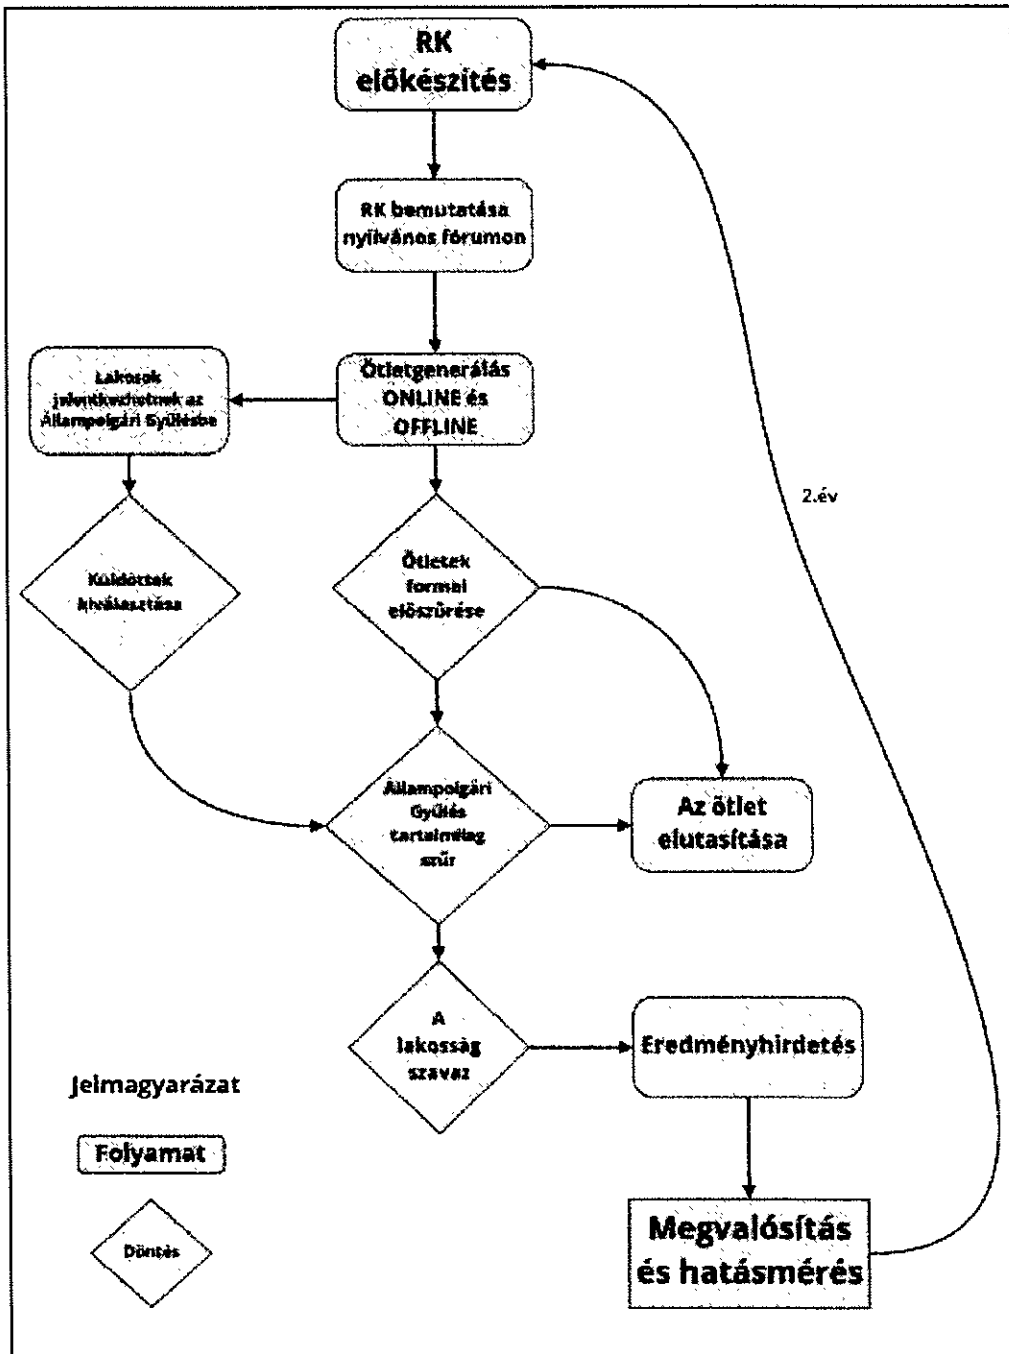 RK
előkészítés
RK bemutatása
nyilvános fórumon
Ötletgenerálás
ONLINE és
OFFLINE
Lakosok
jelentkezhetnek az
Állampolgári Gyűlésbe
2.év
Küldöttek
kiválasztása
Ötletek
formai
előszűrése
Állampolgári
Gyűlés
tartalmilag
szűr
Az ötlet
elutasítása
A
lakosság
szavaz
Eredményhirdetés
Jelmagyarázat
Folyamat
Döntés
Megvalósítás
és hatásmérés